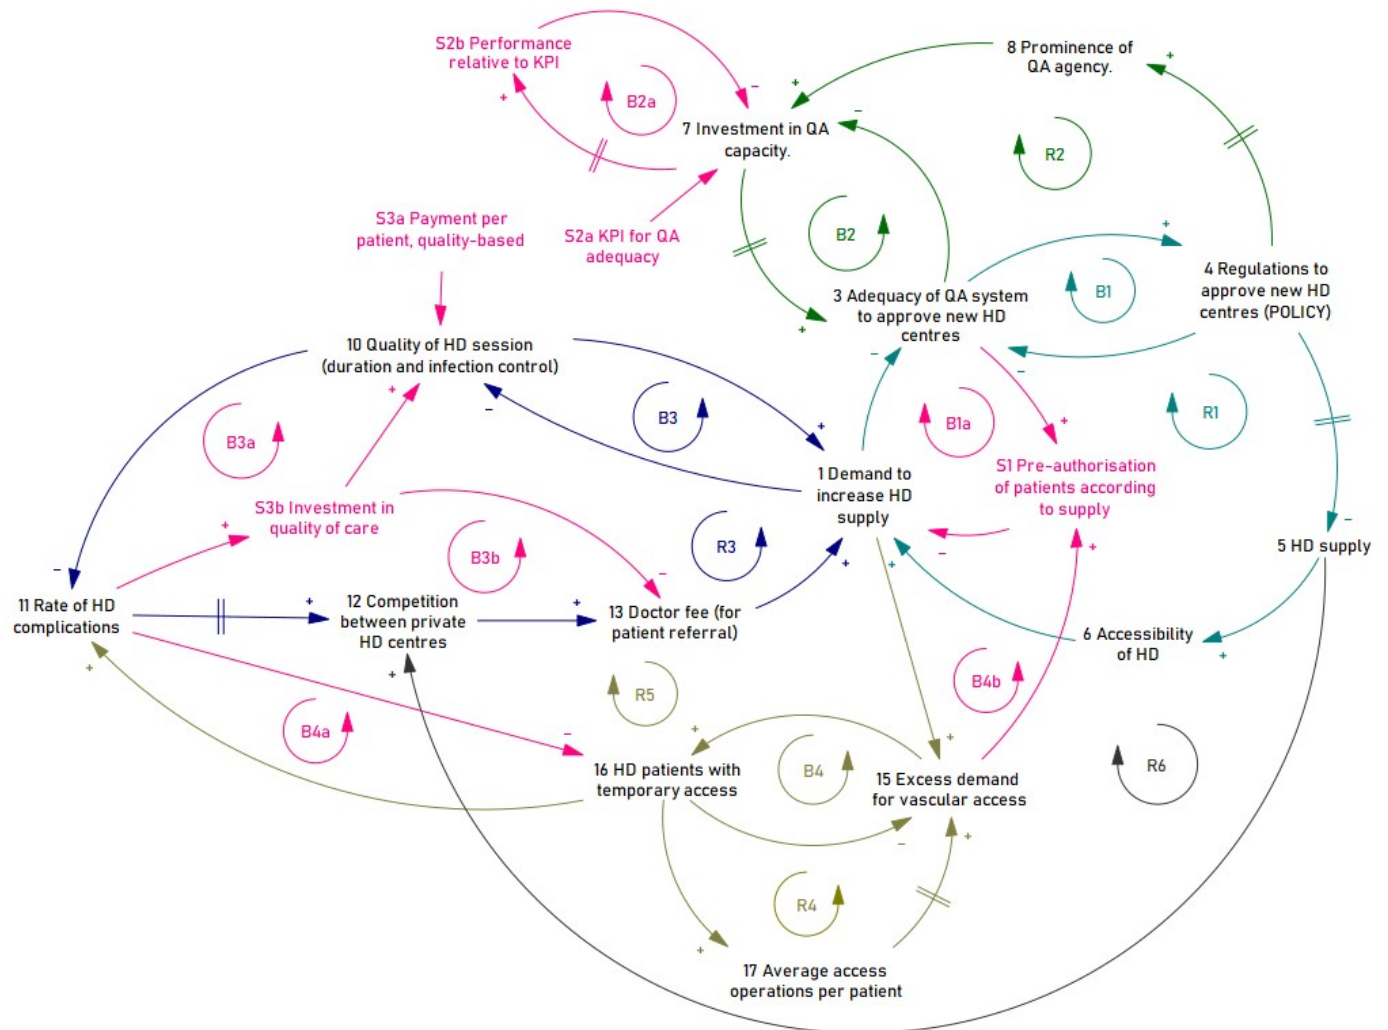 S2b Performance
relative to KPI
8 Prominence of
QA agency.
+
+
+
–
–
B2a
7 Investment in QA
capacity.
R2
S3a Payment per
patient, quality-based
S2a KPI for QA
adequacy
B2
+
4 Regulations to
approve new HD
centres (POLICY)
3 Adequacy of QA system
to approve new HD
centres
B1
+
–
–
10 Quality of HD session
(duration and infection control)
+
–
B3
+
B3a
B1a
+
R1
1 Demand to
increase HD
supply
S1 Pre-authorisation
of patients according
to supply
S3b Investment in
quality of care
+
–
–
5 HD supply
R3
B3b
–
–
+
+
+
11 Rate of HD
complications
+
12 Competition
between private
HD centres
+
13 Doctor fee (for
patient referral)
6 Accessibility
of HD
+
+
+
R5
B4b
B4a
–
+
+
16 HD patients with
temporary access
B4
15 Excess demand
for vascular access
R6
–
+
R4
+
17 Average access
operations per patient